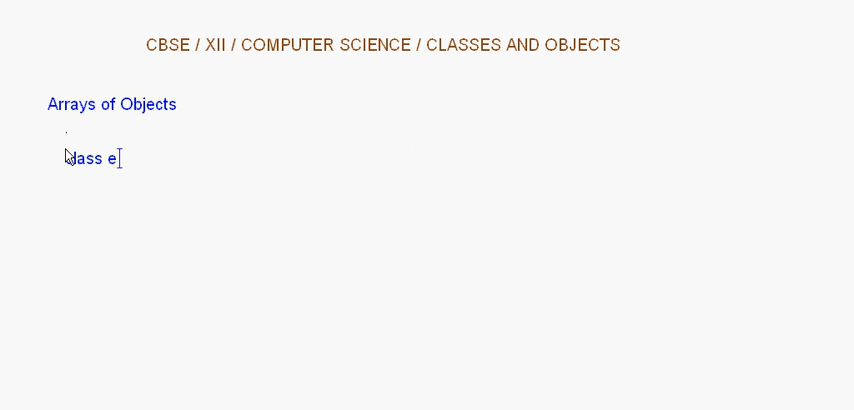 CBSE / XII / COMPUTER SCIENCE / CLASSES AND OBJECTS
Arrays of Objects
class e